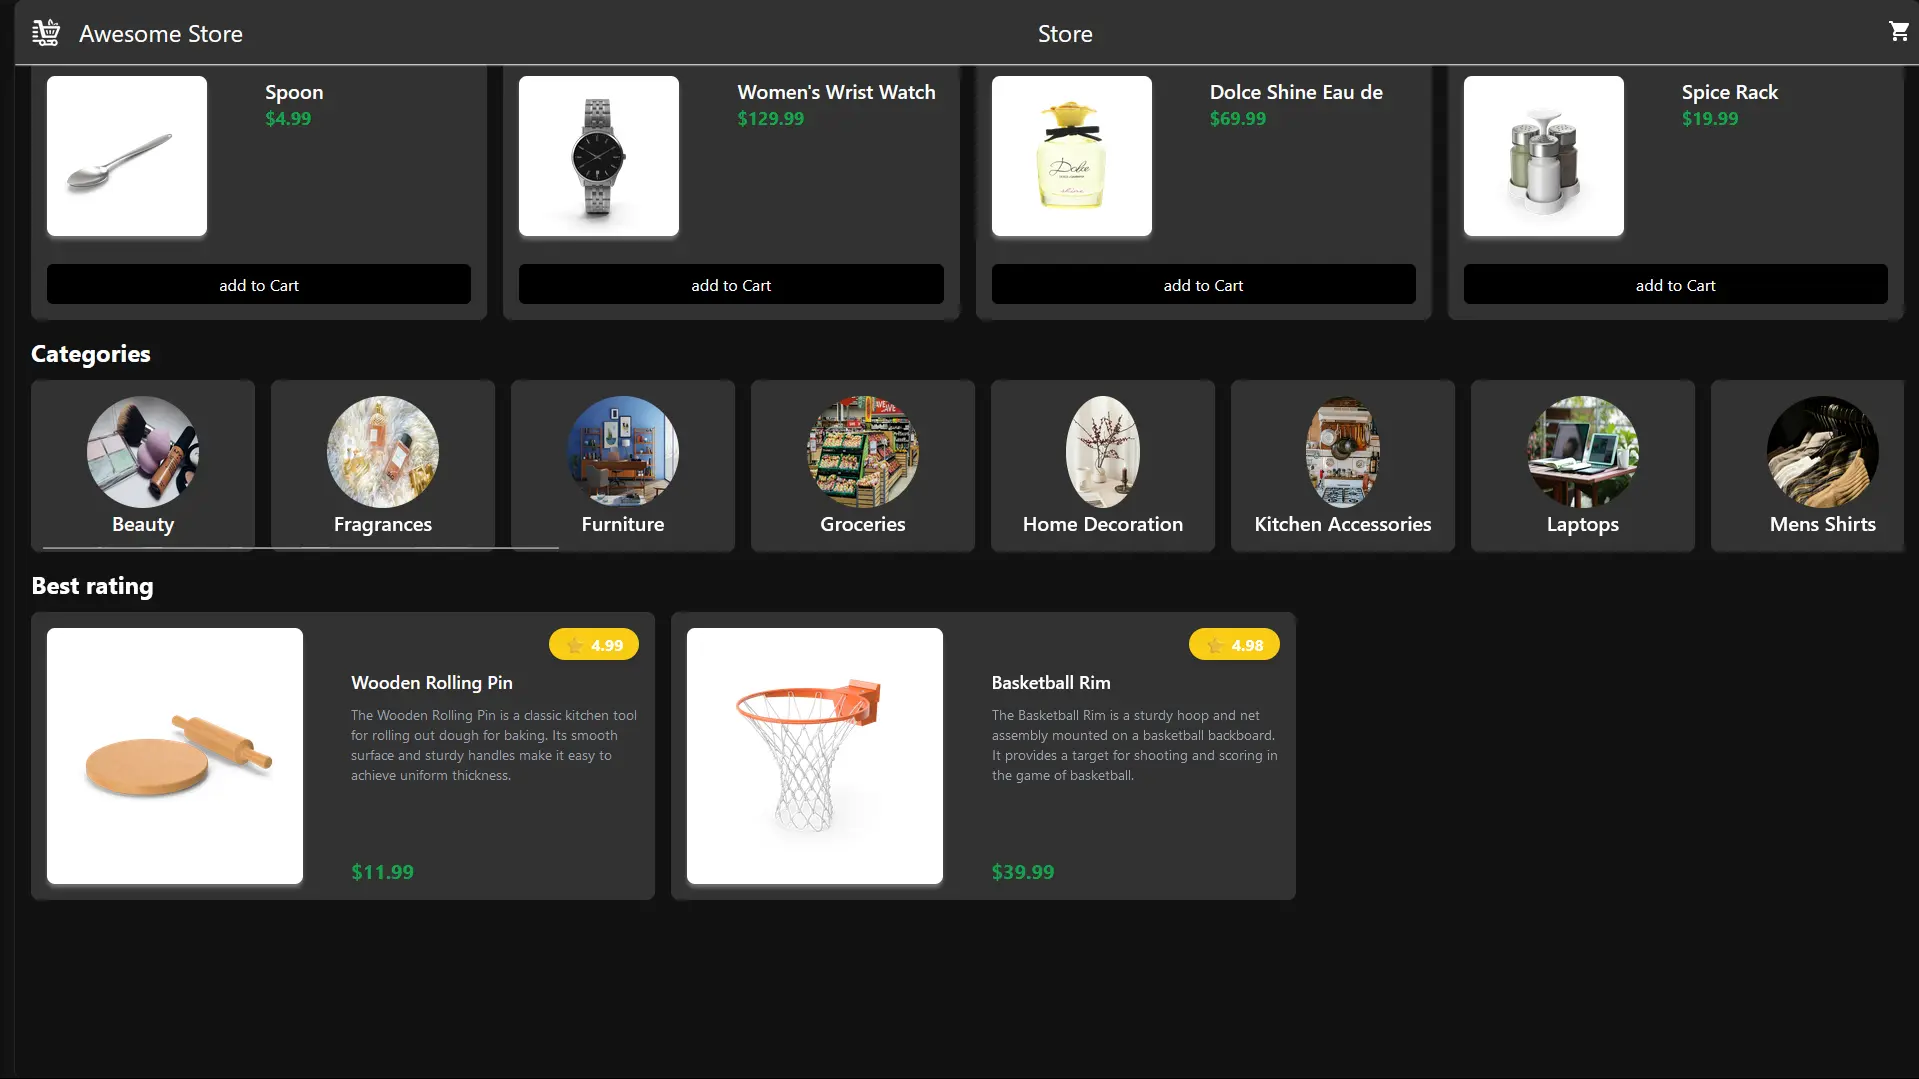 Awesome Store
Store
Spoon
$4.99
add to Cart
Women's Wrist Watch
$129.99
add to Cart
Dolce Shine Eau de
$69.99
Dolce
add to Cart
Spice Rack
$19.99
add to Cart
Categories
Beauty
Fragrances
Furniture
Groceries
Home Decoration
Kitchen Accessories
Laptops
Mens Shirts
Best rating
4.99
Wooden Rolling Pin
The Wooden Rolling Pin is a classic kitchen tool
for rolling out dough for baking. Its smooth
surface and sturdy handles make it easy to
achieve uniform thickness.
$11.99
4.98
Basketball Rim
The Basketball Rim is a sturdy hoop and net
assembly mounted on a basketball backboard.
It provides a target for shooting and scoring in
the game of basketball.
$39.99